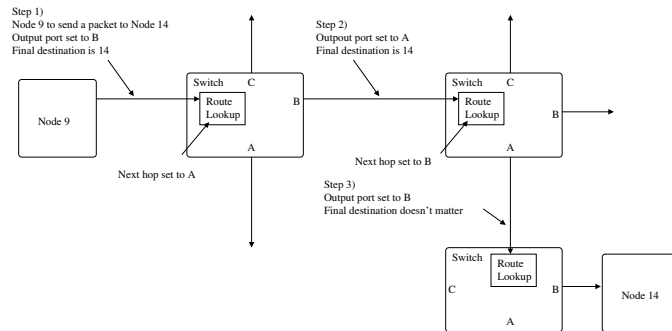 Step 1)
Node 9 to send a packet to Node 14
Output port set to B
Final destination is 14
Step 2)
Outpout port set to A
Final destination is 14
Node 9
Switch
C
B
Route
Lookup
A
Next hop set to A
Switch
C
B
Route
Lookup
A
Next hop set to B
Step 3)
Output port set to B
Final destination doesn't matter
Switch
Route
Lookup
C
B
A
Node 14